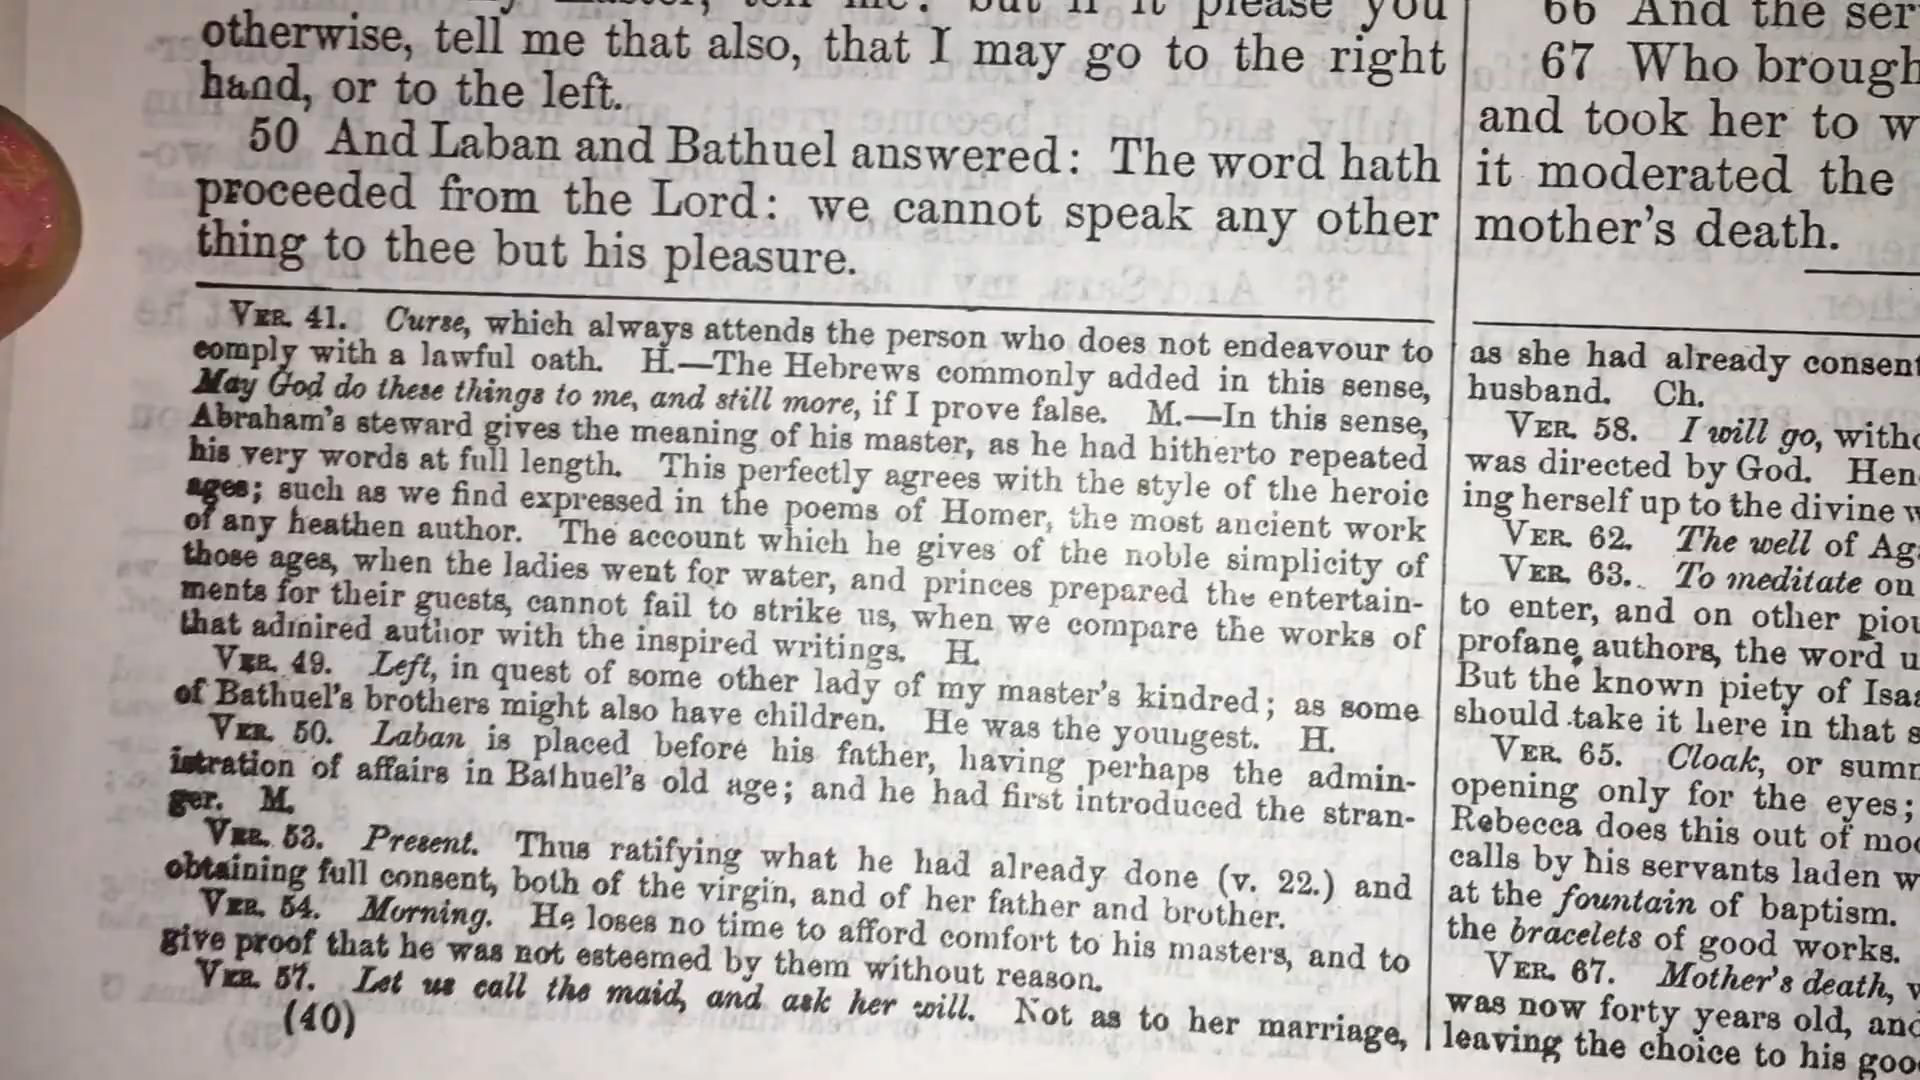 master, tell me: but if it please you
otherwise, tell me that also, that I may go to the right
hand, or to the left.
50 And Laban and Bathuel answered: The word hath
proceeded from the Lord: we cannot speak any other
thing to thee but his pleasure.
VER. 41. Curse, which always attends the person who does not endeavour to
comply with a lawful oath. H.—The Hebrews commonly added in this sense,
May God do these things to me, and still more, if I prove false. M.—In this sense,
Abraham's steward gives the meaning of his master, as he had hitherto repeated
his very words at full length. This perfectly agrees with the style of the heroic
ages; such as we find expressed in the poems of Homer, the most ancient work
of any heathen author. The account which he gives of the noble simplicity of
those ages, when the ladies went for water, and princes prepared the entertain-
ments for their guests, cannot fail to strike us, when we compare the works of
that admired author with the inspired writings. H.
VER. 49. Left, in quest of some other lady of my master's kindred; as some
of Bathuel's brothers might also have children. He was the youngest. H.
VER. 50. Laban is placed before his father, having perhaps the admin-
istration of affairs in Bathuel's old age; and he had first introduced the stran-
ger. M.
VER. 53. Present. Thus ratifying what he had already done (v. 22.) and
obtaining full consent, both of the virgin, and of her father and brother.
VER. 54. Morning. He loses no time to afford comfort to his masters, and to
give proof that he was not esteemed by them without reason.
VER. 57. Let us call the maid, and ask her will. Not as to her marriage,
(40)
66 And the ser
67 Who brough
and took her to w
it moderated the
mother's death.
as she had already consent
husband. Ch.
VER. 58. I will go, witho
was directed by God. Hen
ing herself up to the divine w
VER. 62. The well of Ag
VER. 63. To meditate on
to enter, and on other piou
profane authors, the word u
But the known piety of Isaa
should take it here in that s
VER. 65. Cloak, or summ
opening only for the eyes;
Rebecca does this out of mod
calls by his servants laden w
at the fountain of baptism.
the bracelets of good works.
VER. 67. Mother's death, w
was now forty years old, and
leaving the choice to his goo